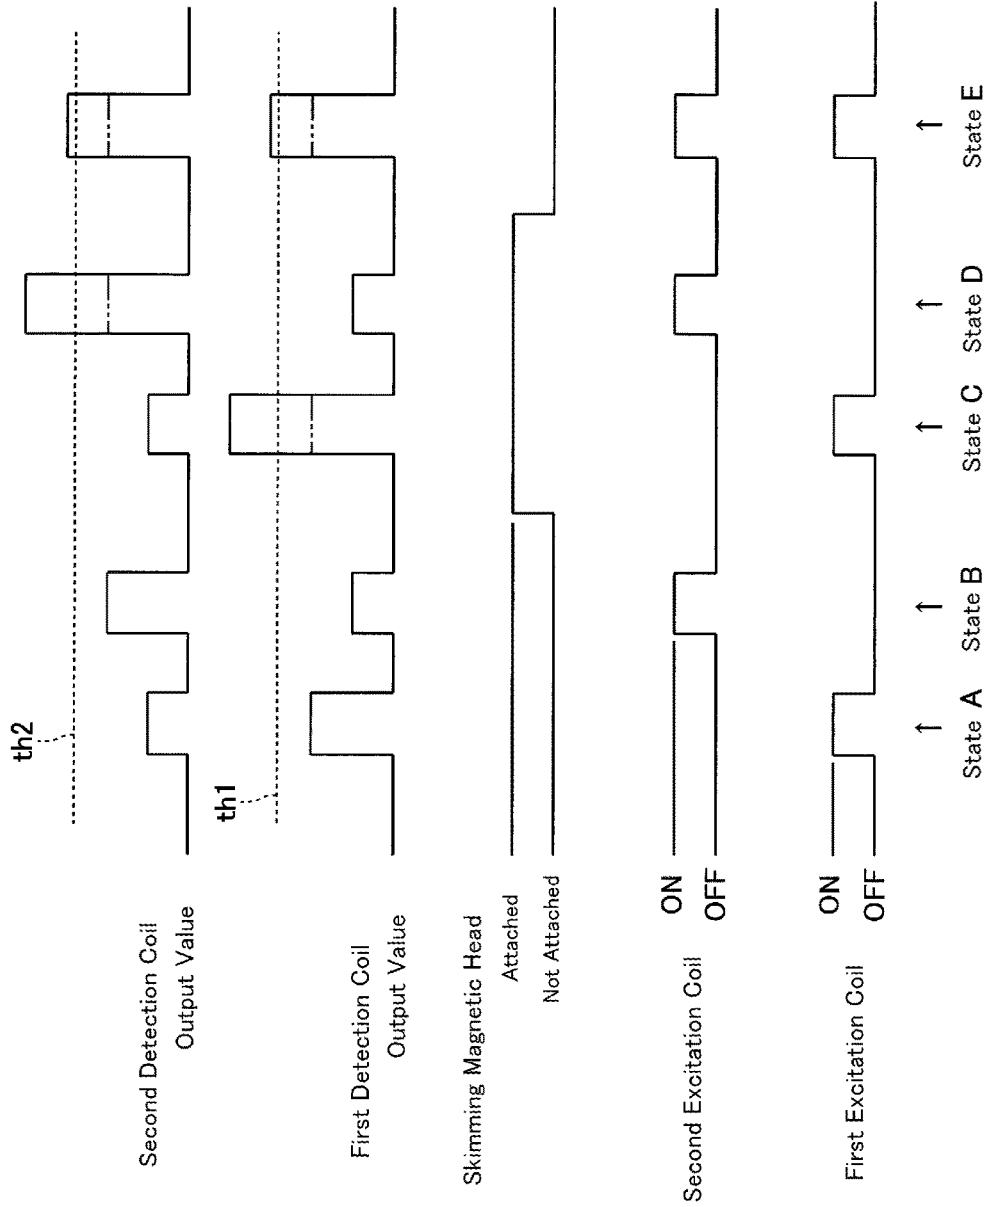 th2
Second Detection Coil
Output Value
th1
First Detection Coil
Output Value
Skimming Magnetic Head
Attached
Not Attached
Second Excitation Coil
ON
OFF
First Excitation Coil
ON
OFF
State A
State B
State C
State D
State E